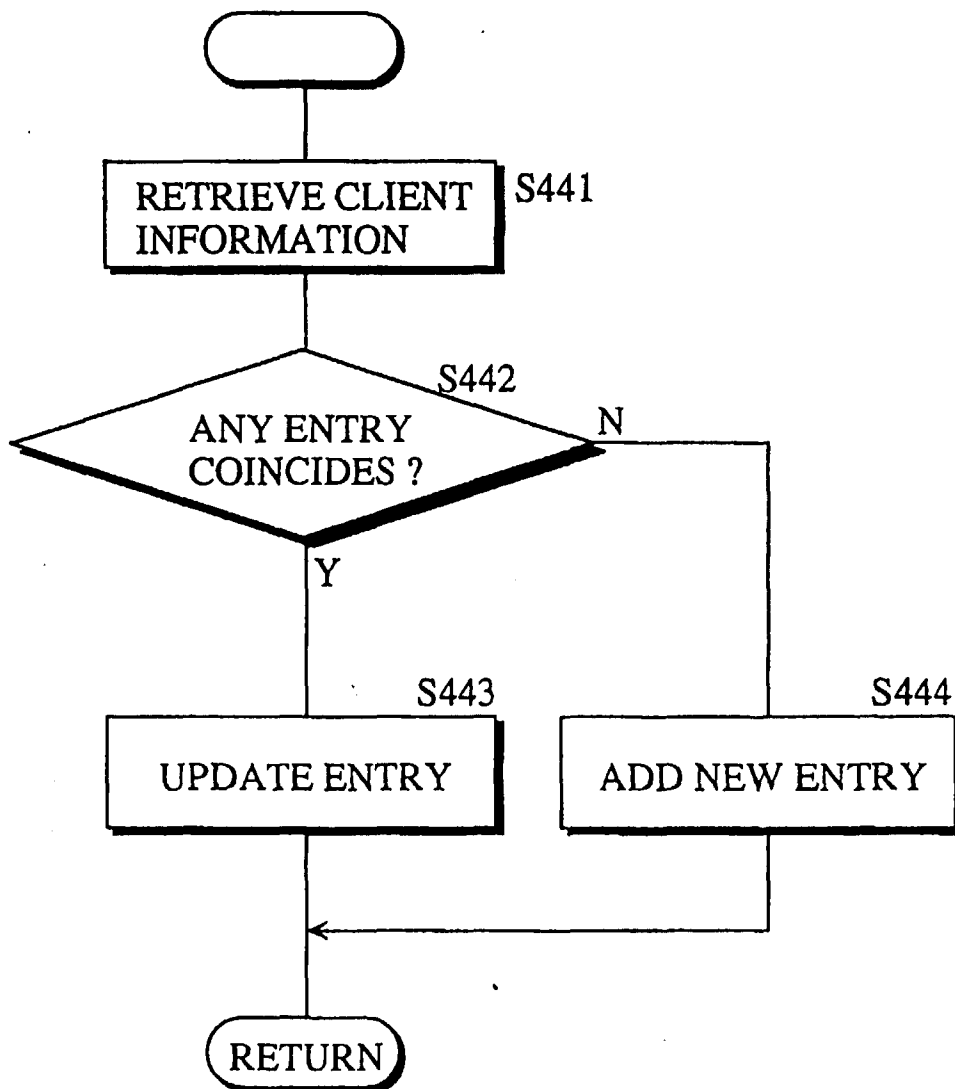 RETRIEVE CLIENT
INFORMATION
S441
S442
ANY ENTRY
COINCIDES ?
N
Y
S443
UPDATE ENTRY
S444
ADD NEW ENTRY
RETURN